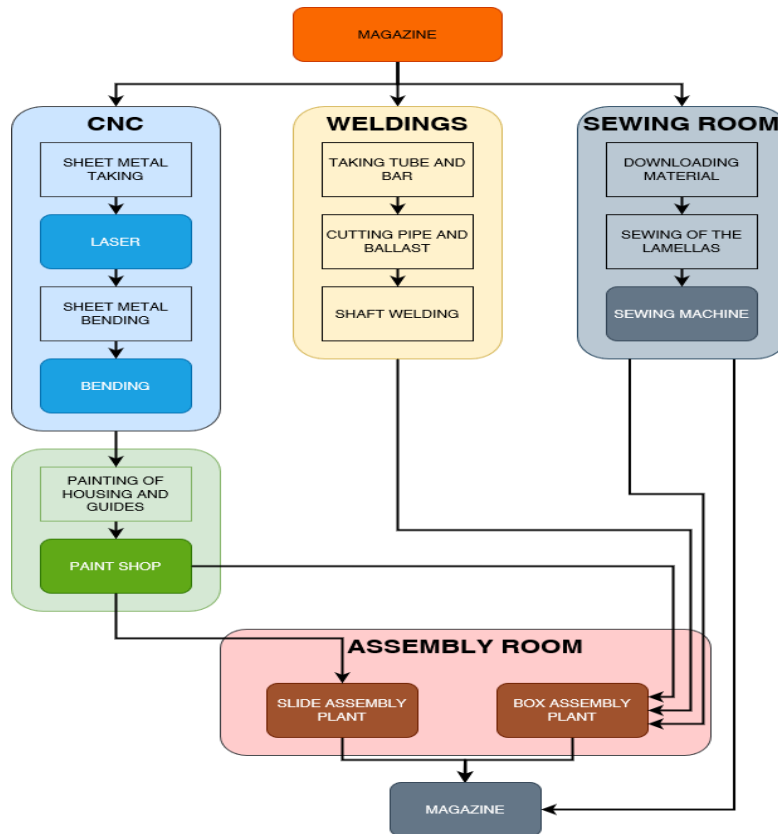 MAGAZINE
CNC
SHEET METAL
TAKING
LASER
SHEET METAL
BENDING
BENDING
PAINTING OF
HOUSING AND
GUIDES
PAINT SHOP
WELDINGS
TAKING TUBE AND
BAR
CUTTING PIPE AND
BALLAST
SHAFT WELDING
SEWING ROOM
DOWNLOADING
MATERIAL
SEWING OF THE
LAMELLAS
SEWING MACHINE
ASSEMBLY ROOM
SLIDE ASSEMBLY
PLANT
BOX ASSEMBLY
PLANT
MAGAZINE